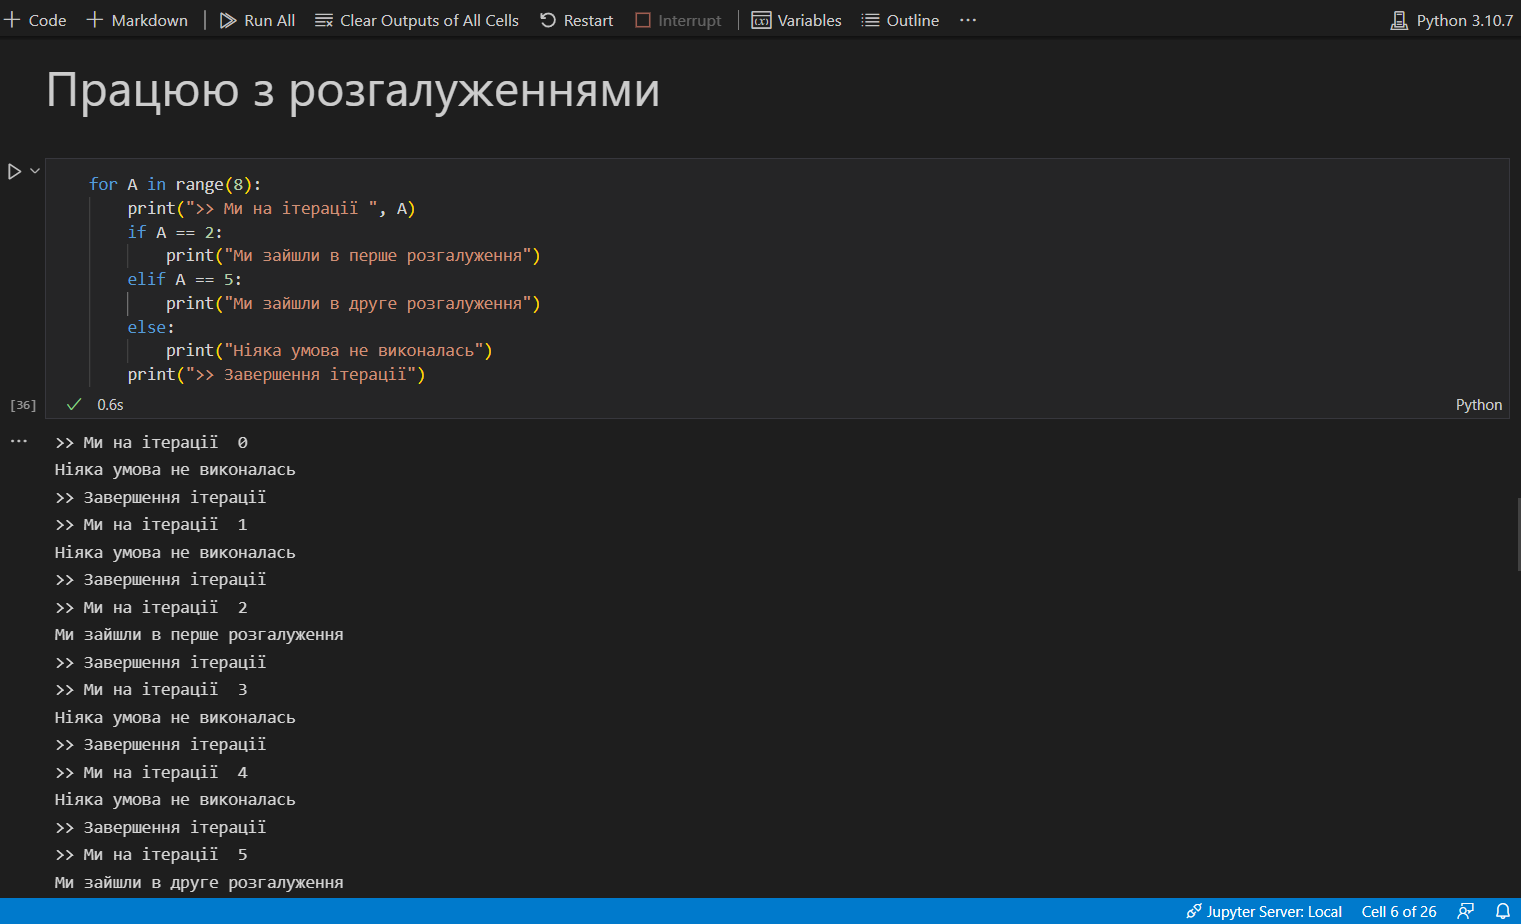 Code Markdown Run All Clear Outputs of All Cells Restart Interrupt Variables Outline ··· Python 3.10.7
Працюю з розгалуженнями
for A in range(8):
print(">> Ми на ітерації ", A)
if A == 2:
print("Ми зайшли в перше розгалуження")
elif A == 5:
print("Ми зайшли в друге розгалуження")
else:
print("Ніяка умова не виконалась")
print(">> Завершення ітерації")
[36] 0.6s Python
>> Ми на ітерації  0
Ніяка умова не виконалась
>> Завершення ітерації
>> Ми на ітерації  1
Ніяка умова не виконалась
>> Завершення ітерації
>> Ми на ітерації  2
Ми зайшли в перше розгалуження
>> Завершення ітерації
>> Ми на ітерації  3
Ніяка умова не виконалась
>> Завершення ітерації
>> Ми на ітерації  4
Ніяка умова не виконалась
>> Завершення ітерації
>> Ми на ітерації  5
Ми зайшли в друге розгалуження
Jupyter Server: Local Cell 6 of 26